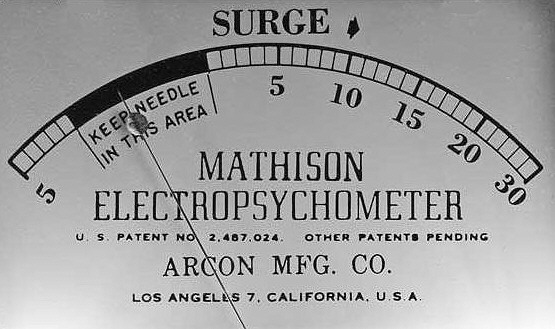 SURGE
5 5 10 15 20 30
KEEP NEEDLE
IN THIS AREA
MATHISON
ELECTROPSYCHOMETER
U. S. PATENT NO. 2,467,024. OTHER PATENTS PENDING
ARCON MFG. CO.
LOS ANGELES 7, CALIFORNIA, U.S.A.